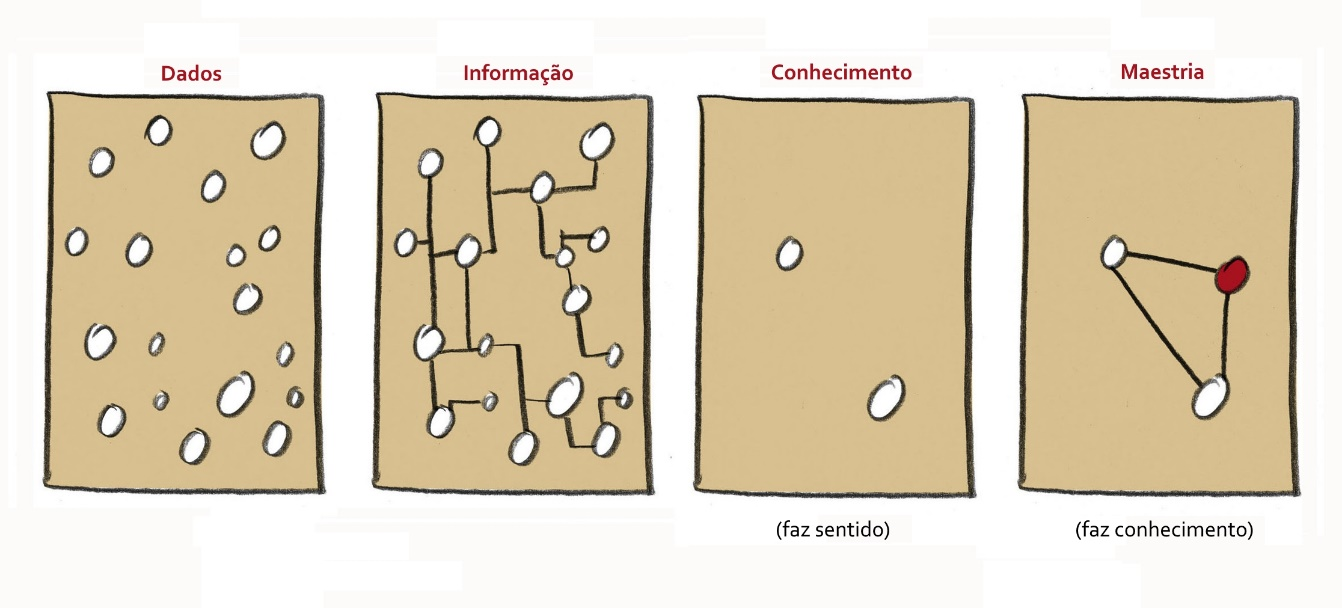 Dados
Informação
Conhecimento
Maestria
(faz sentido)
(faz conhecimento)